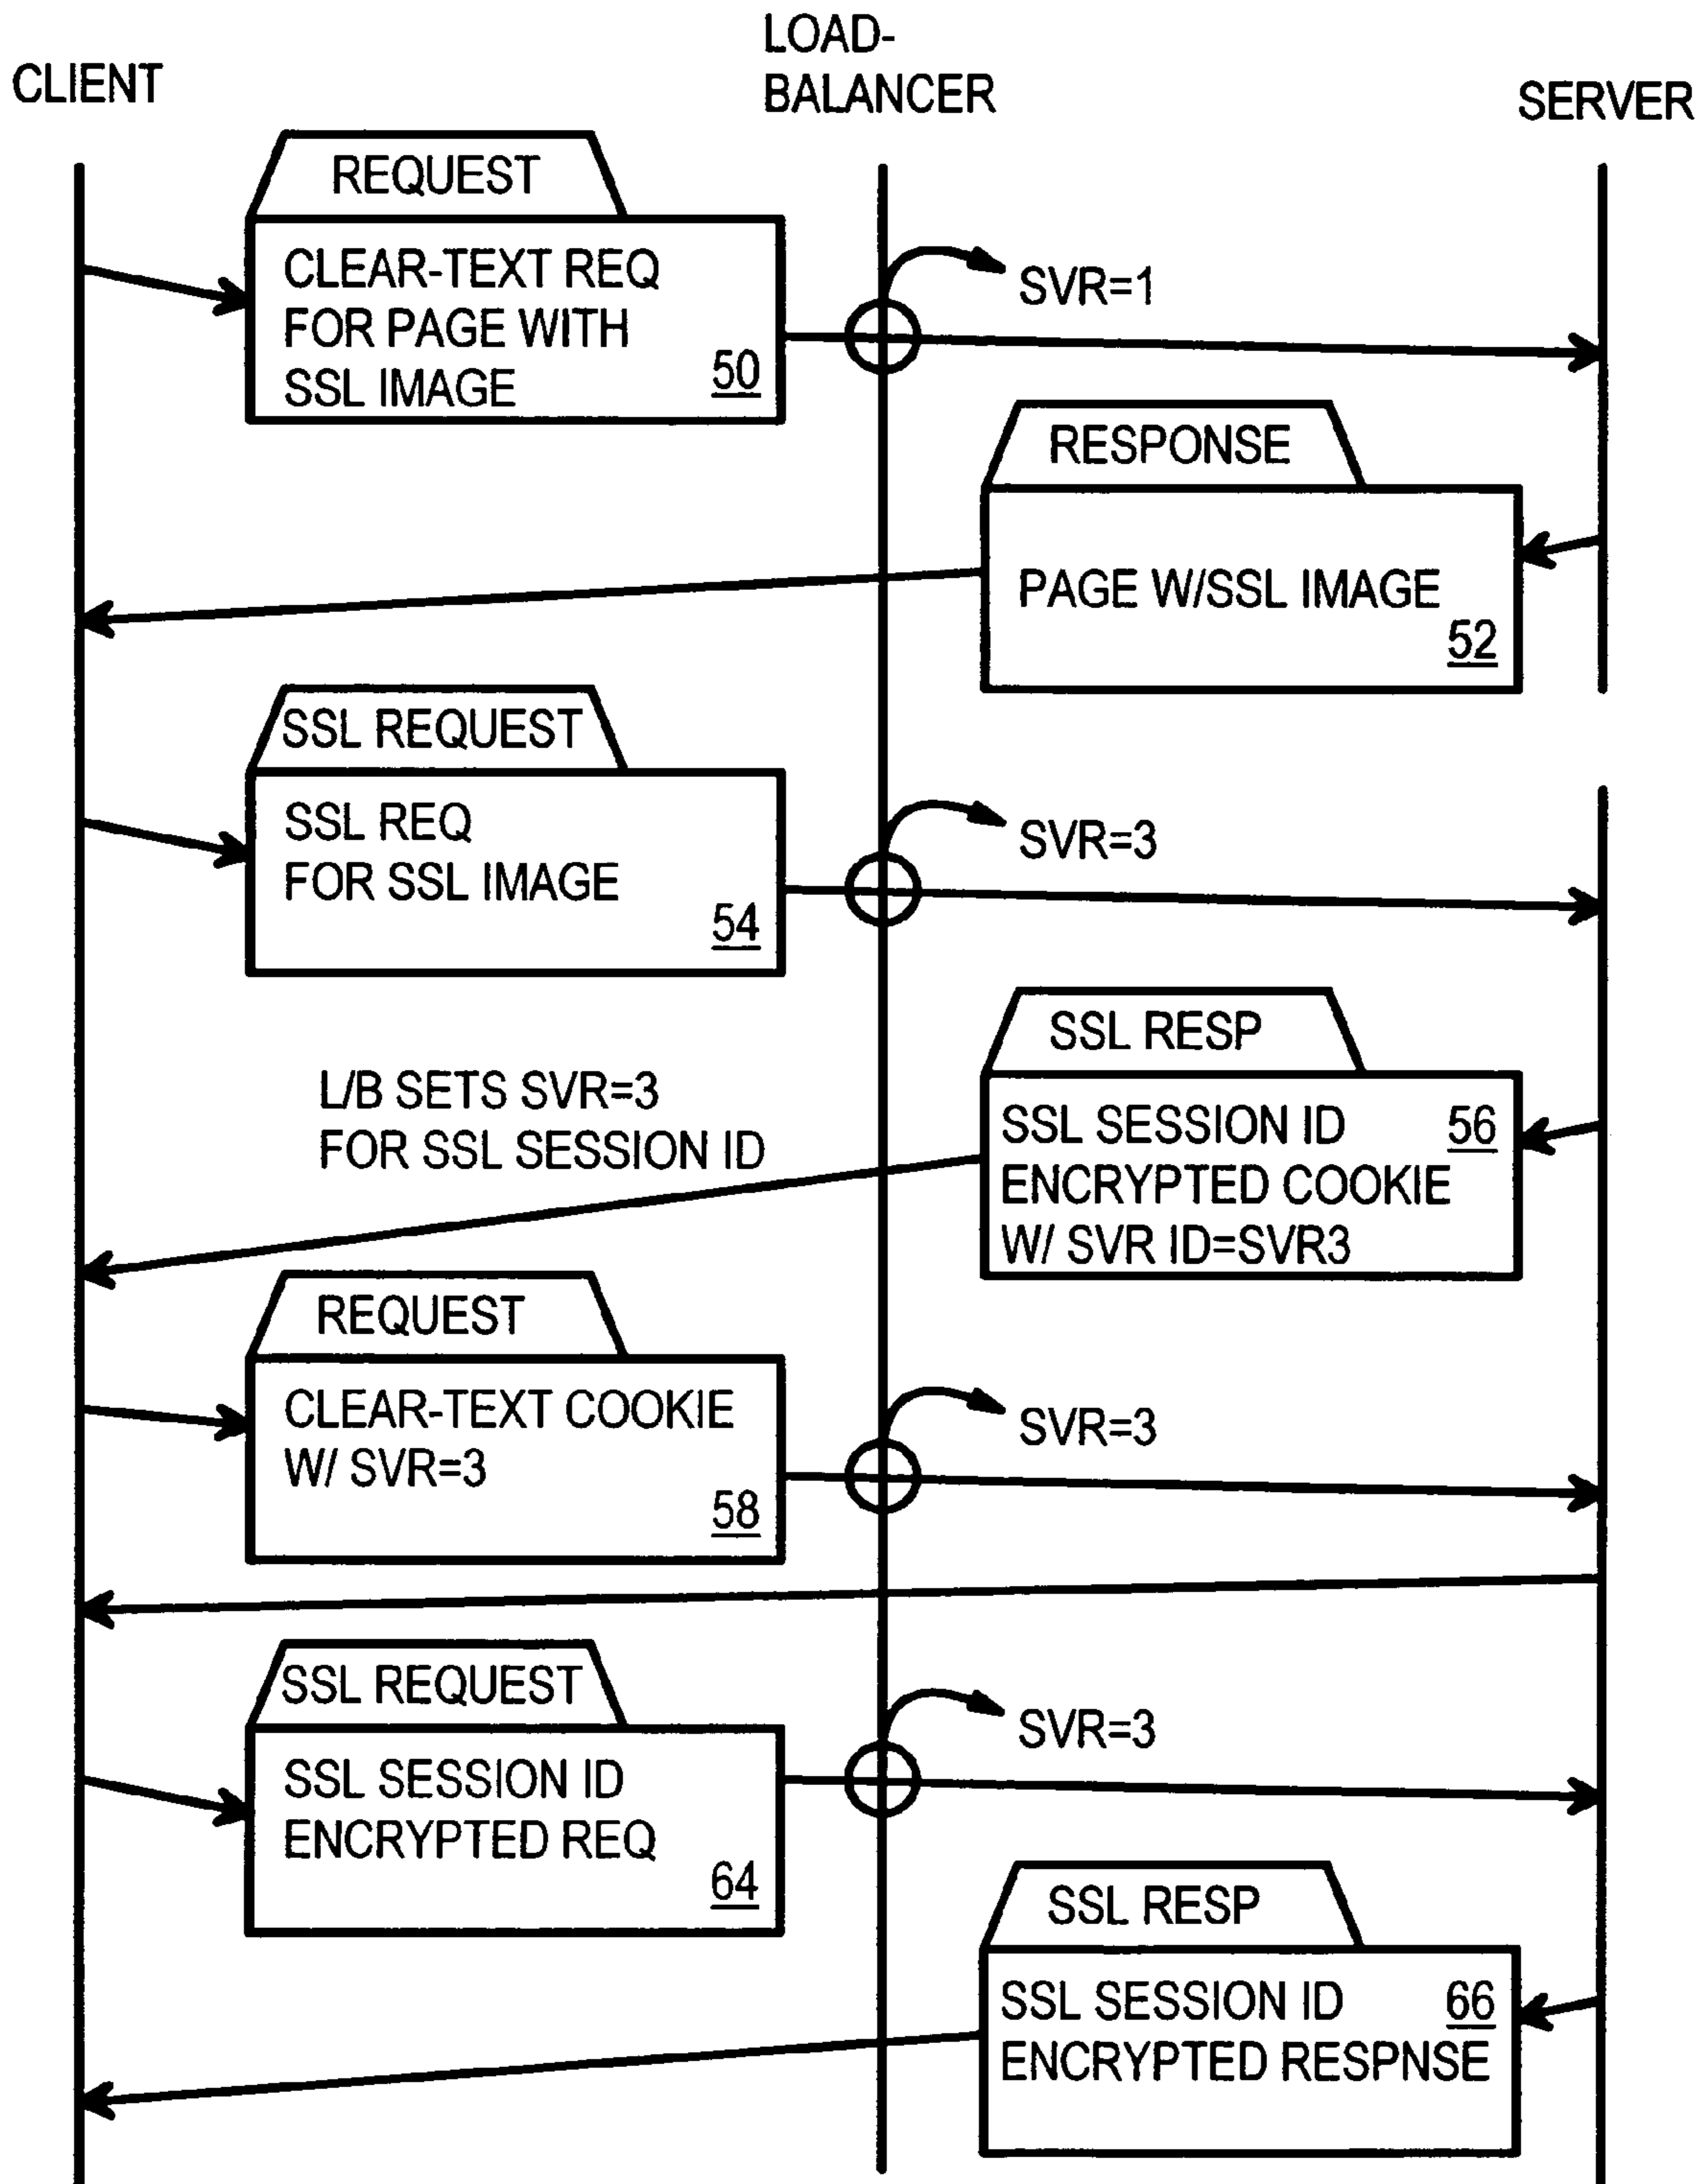 CLIENT
LOAD-
BALANCER
SERVER
REQUEST
CLEAR-TEXT REQ
FOR PAGE WITH
SSL IMAGE
50
SVR=1
RESPONSE
PAGE W/SSL IMAGE
52
SSL REQUEST
SSL REQ
FOR SSL IMAGE
54
SVR=3
SSL RESP
SSL SESSION ID
56
ENCRYPTED COOKIE
W/ SVR ID=SVR3
L/B SETS SVR=3
FOR SSL SESSION ID
REQUEST
CLEAR-TEXT COOKIE
W/ SVR=3
58
SVR=3
SSL REQUEST
SSL SESSION ID
ENCRYPTED REQ
64
SVR=3
SSL RESP
SSL SESSION ID
66
ENCRYPTED RESPNSE